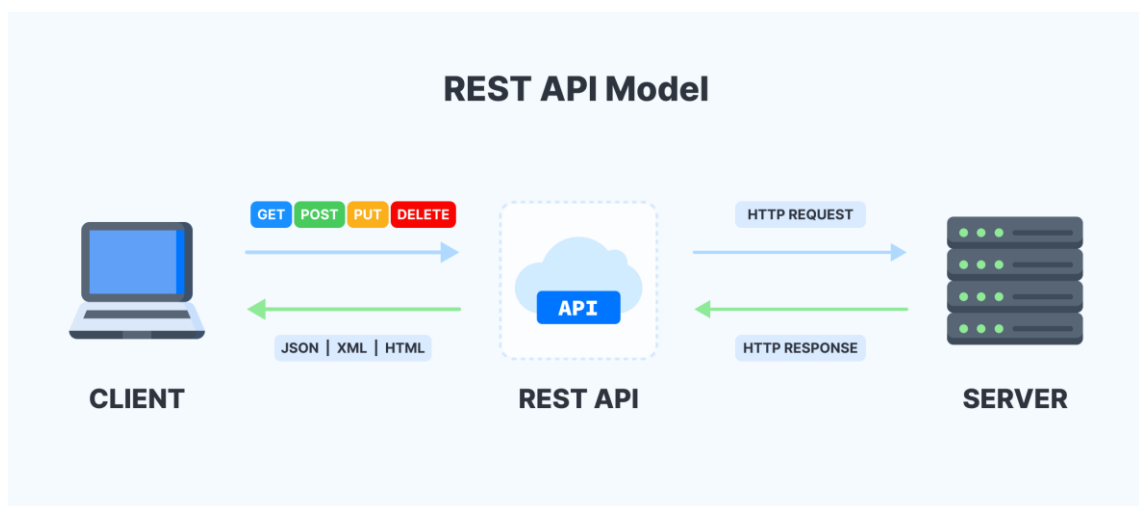 REST API Model
GET POST PUT DELETE
HTTP REQUEST
API
JSON | XML | HTML
HTTP RESPONSE
CLIENT
REST API
SERVER